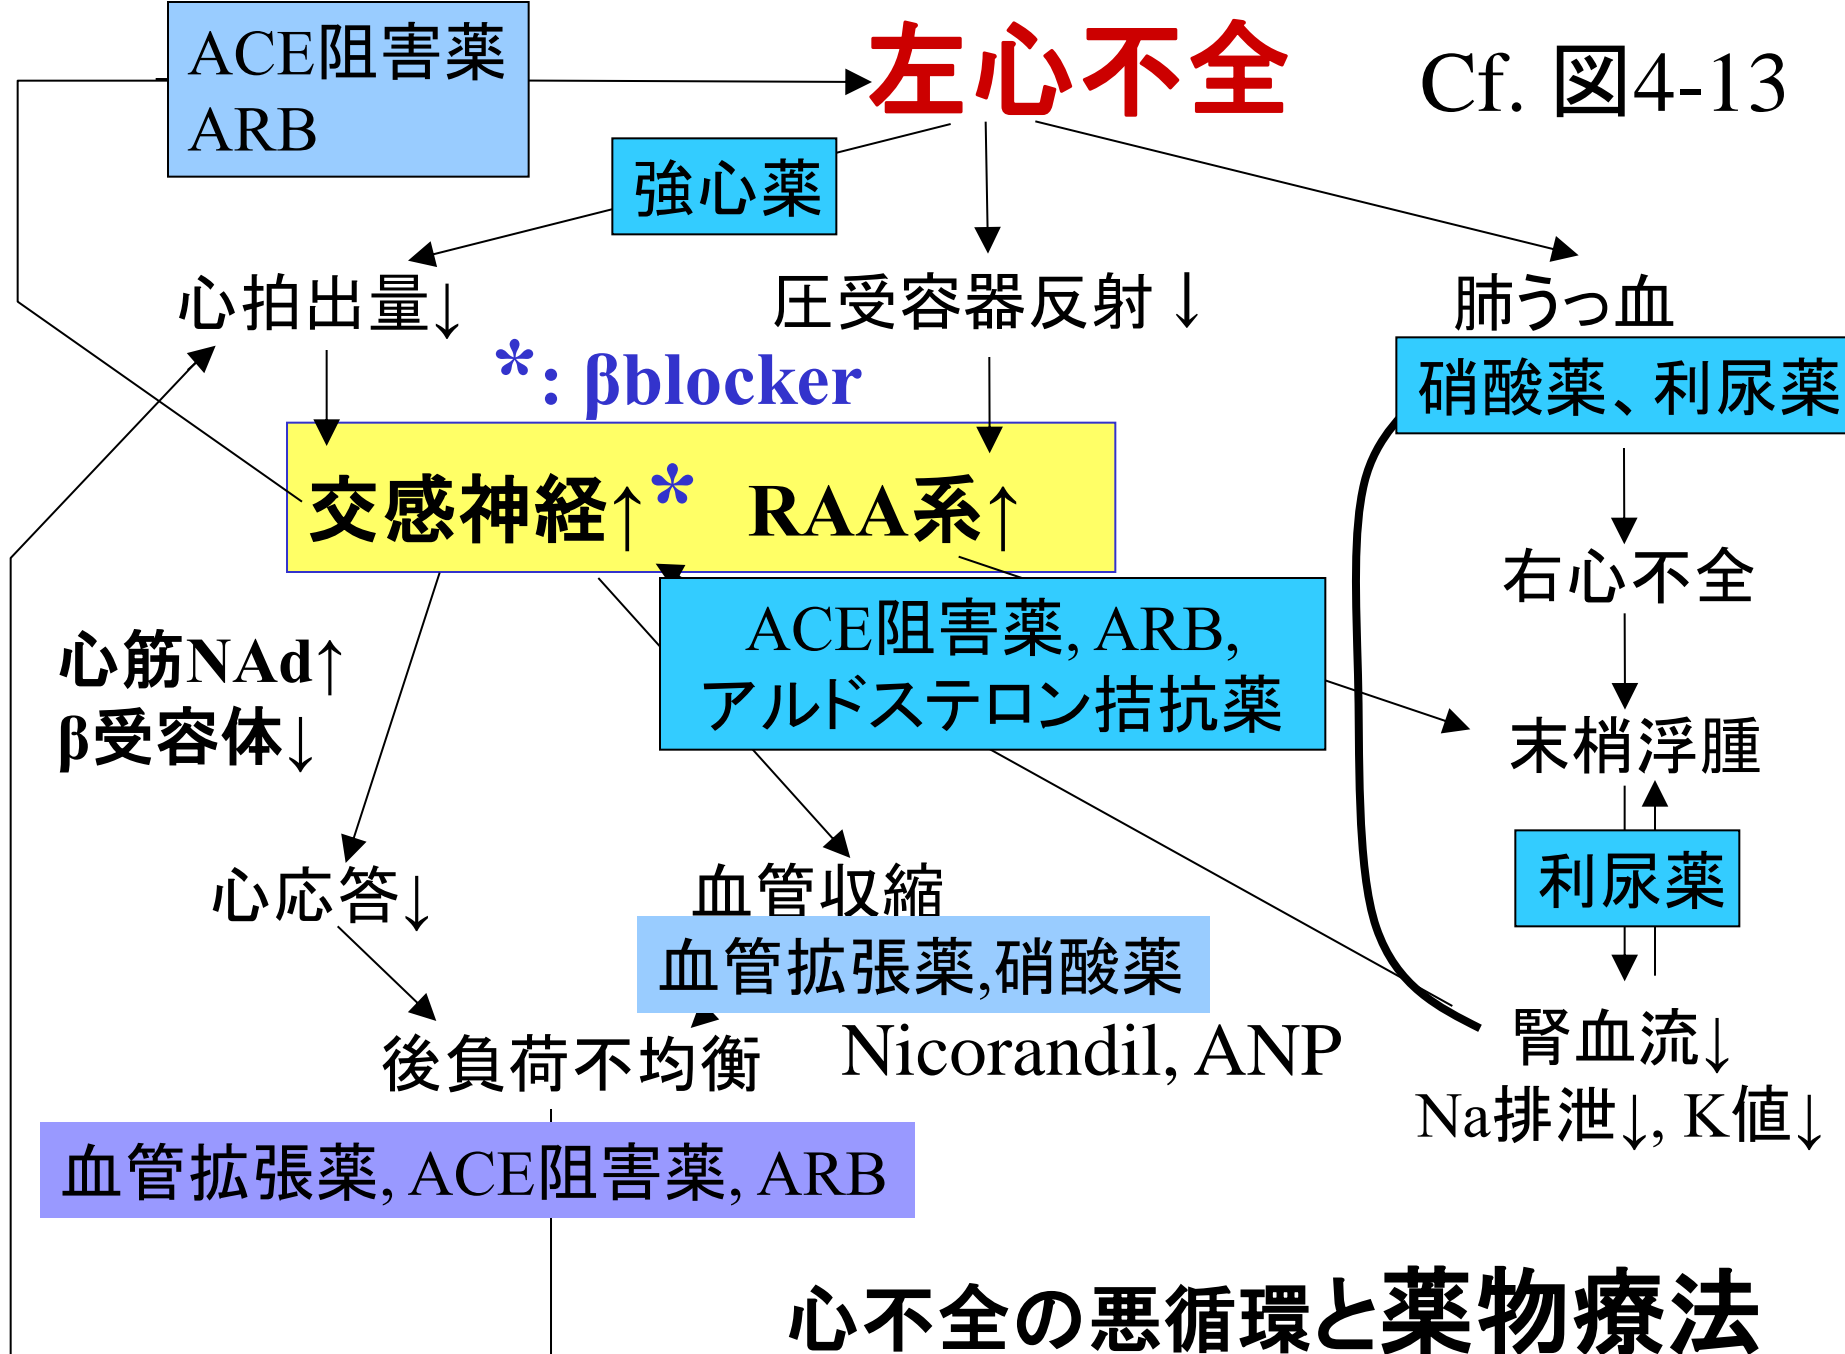 ACE阻害薬
ARB
左心不全
Cf. 図4-13
強心薬
心拍出量↓
圧受容器反射↓
肺うっ血
*: βblocker
硝酸薬、利尿薬
交感神経↑* RAA系↑
右心不全
ACE阻害薬, ARB,
アルドステロン拮抗薬
心筋NAd↑
β受容体↓
末梢浮腫
心応答↓
血管収縮
利尿薬
血管拡張薬,硝酸薬
後負荷不均衡
Nicorandil, ANP
腎血流↓
Na排泄↓, K値↓
血管拡張薬, ACE阻害薬, ARB
心不全の悪循環と薬物療法